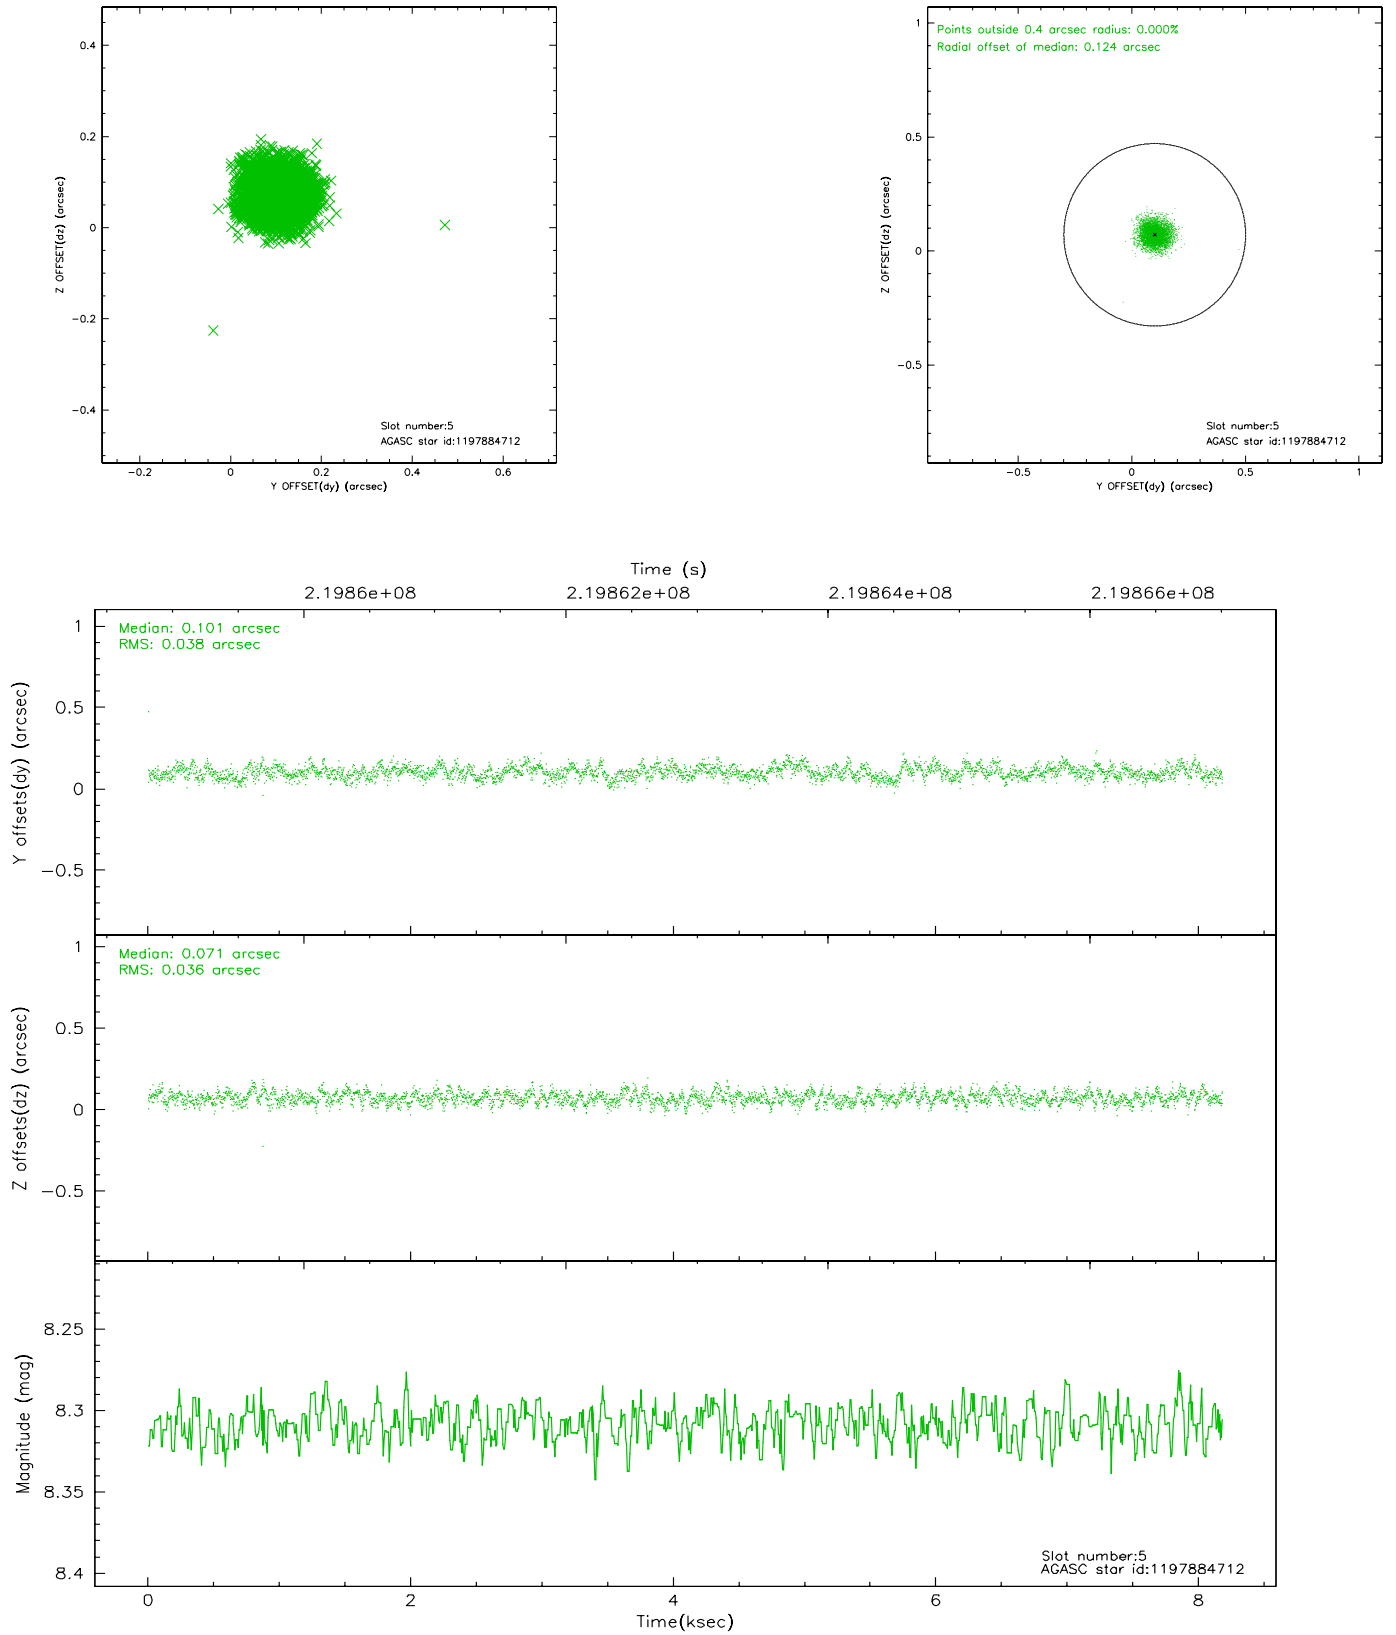 0.4
0.2
0
−0.2
−0.4
Z OFFSET(dz) (arcsec)
Slot number:5
AGASC star id:1197884712
−0.2 0 0.2 0.4 0.6
Y OFFSET(dy) (arcsec)
Points outside 0.4 arcsec radius: 0.000%
Radial offset of median: 0.124 arcsec
1
0.5
0
−0.5
Z OFFSET(dz) (arcsec)
Slot number:5
AGASC star id:1197884712
−0.5 0 0.5 1
Y OFFSET(dy) (arcsec)
Time (s)
2.1986e+08 2.19862e+08 2.19864e+08 2.19866e+08
Median: 0.101 arcsec
RMS: 0.038 arcsec
1
0.5
0
−0.5
Y offsets(dy) (arcsec)
Median: 0.071 arcsec
RMS: 0.036 arcsec
1
0.5
0
−0.5
Z offsets(dz) (arcsec)
8.25
8.3
8.35
8.4
Magnitude (mag)
Slot number:5
AGASC star id:1197884712
0 2 4 6 8
Time(ksec)